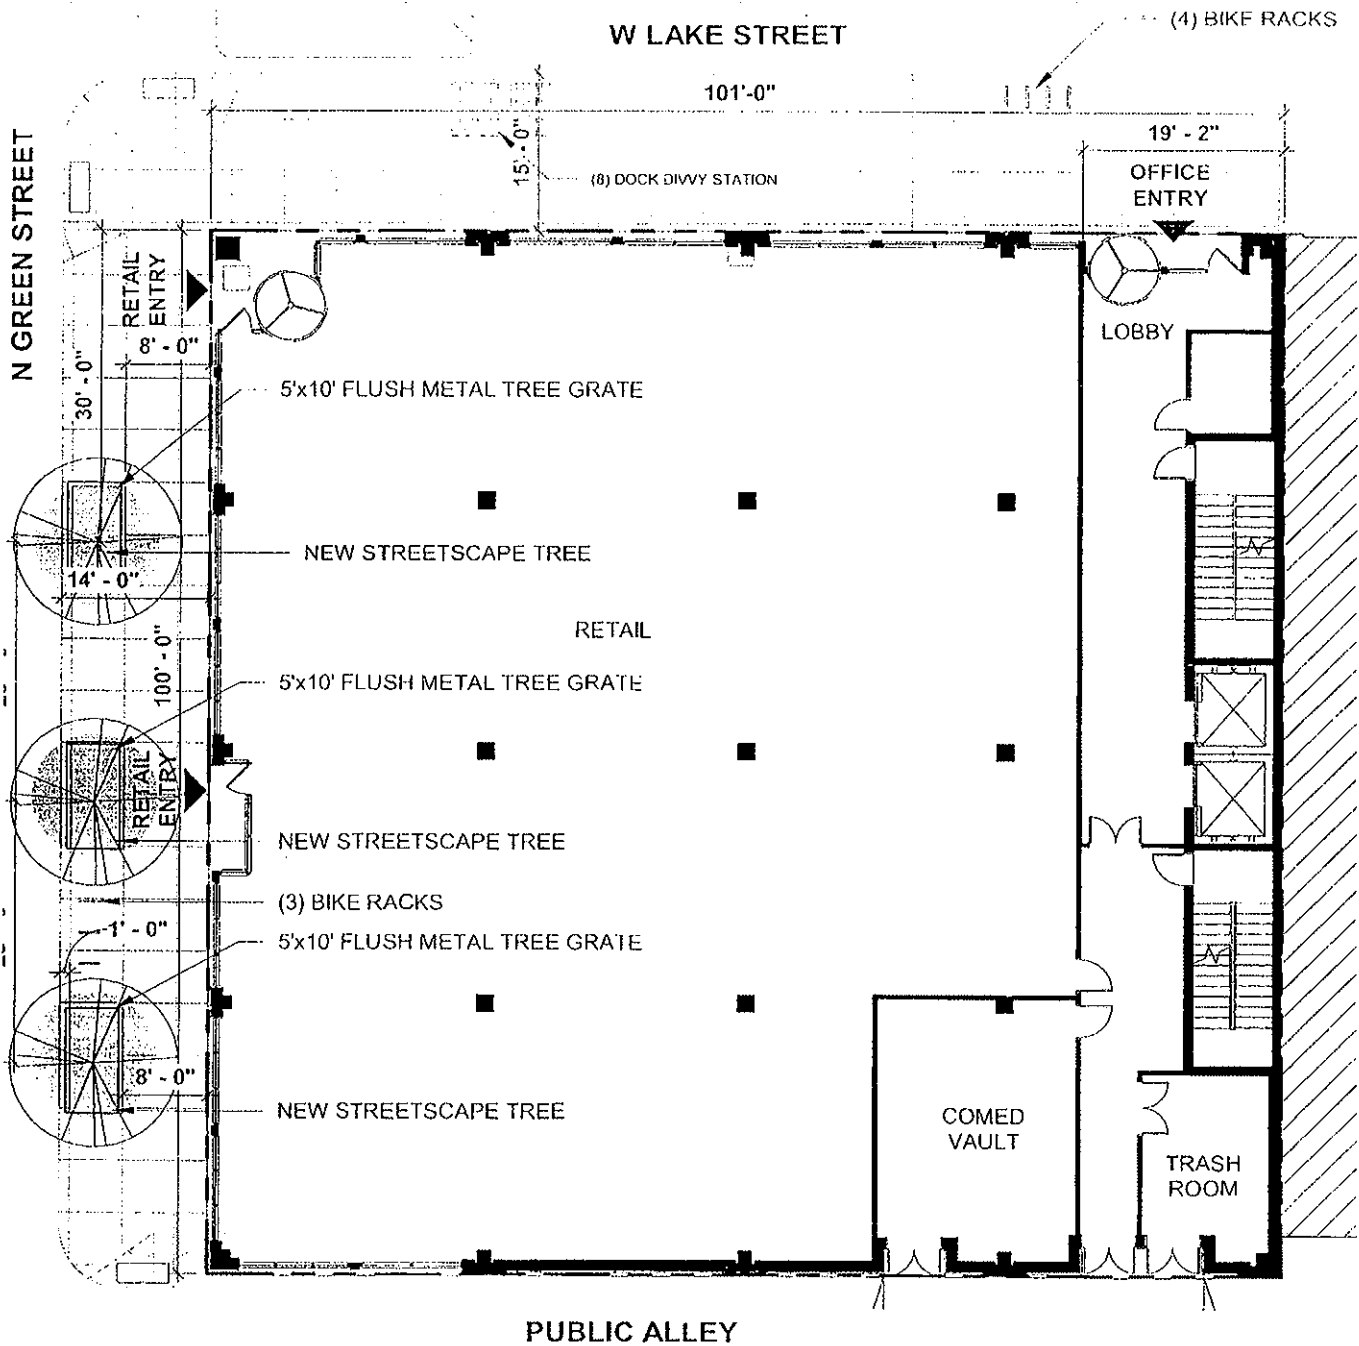 (4) BIKE RACKS
W LAKE STREET
101'-0"
19' - 2"
15' - 0"
(8) DOCK DIVVY STATION
OFFICE
ENTRY
N GREEN STREET
RETAIL
ENTRY
8' - 0"
LOBBY
30' - 0"
5'x10' FLUSH METAL TREE GRATE
NEW STREETSCAPE TREE
14' - 0"
RETAIL
100' - 0"
5'x10' FLUSH METAL TREE GRATE
RETAIL
ENTRY
NEW STREETSCAPE TREE
(3) BIKE RACKS
1' - 0"
5'x10' FLUSH METAL TREE GRATE
8' - 0"
NEW STREETSCAPE TREE
COMED
VAULT
TRASH
ROOM
PUBLIC ALLEY